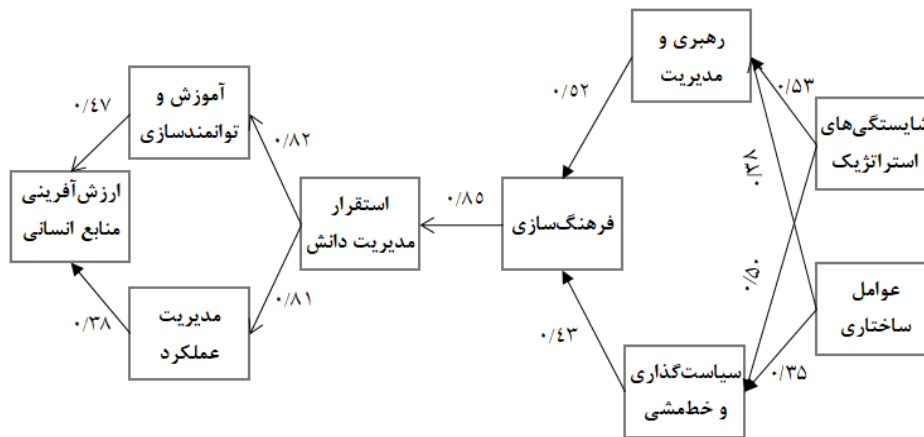 شایستگی‌های
استراتژیک
عوامل
ساختاری
۰/۵۳
۰/۳۸
۰/۵۰
۰/۳۵
رهبری و
مدیریت
سیاست‌گذاری
و خط‌مشی
۰/۵۲
۰/۴۳
فرهنگ‌سازی
۰/۸۵
استقرار
مدیریت دانش
۰/۸۲
۰/۸۱
آموزش و
توانمندسازی
مدیریت
عملکرد
۰/۴۷
۰/۳۸
ارزش‌آفرینی
منابع انسانی